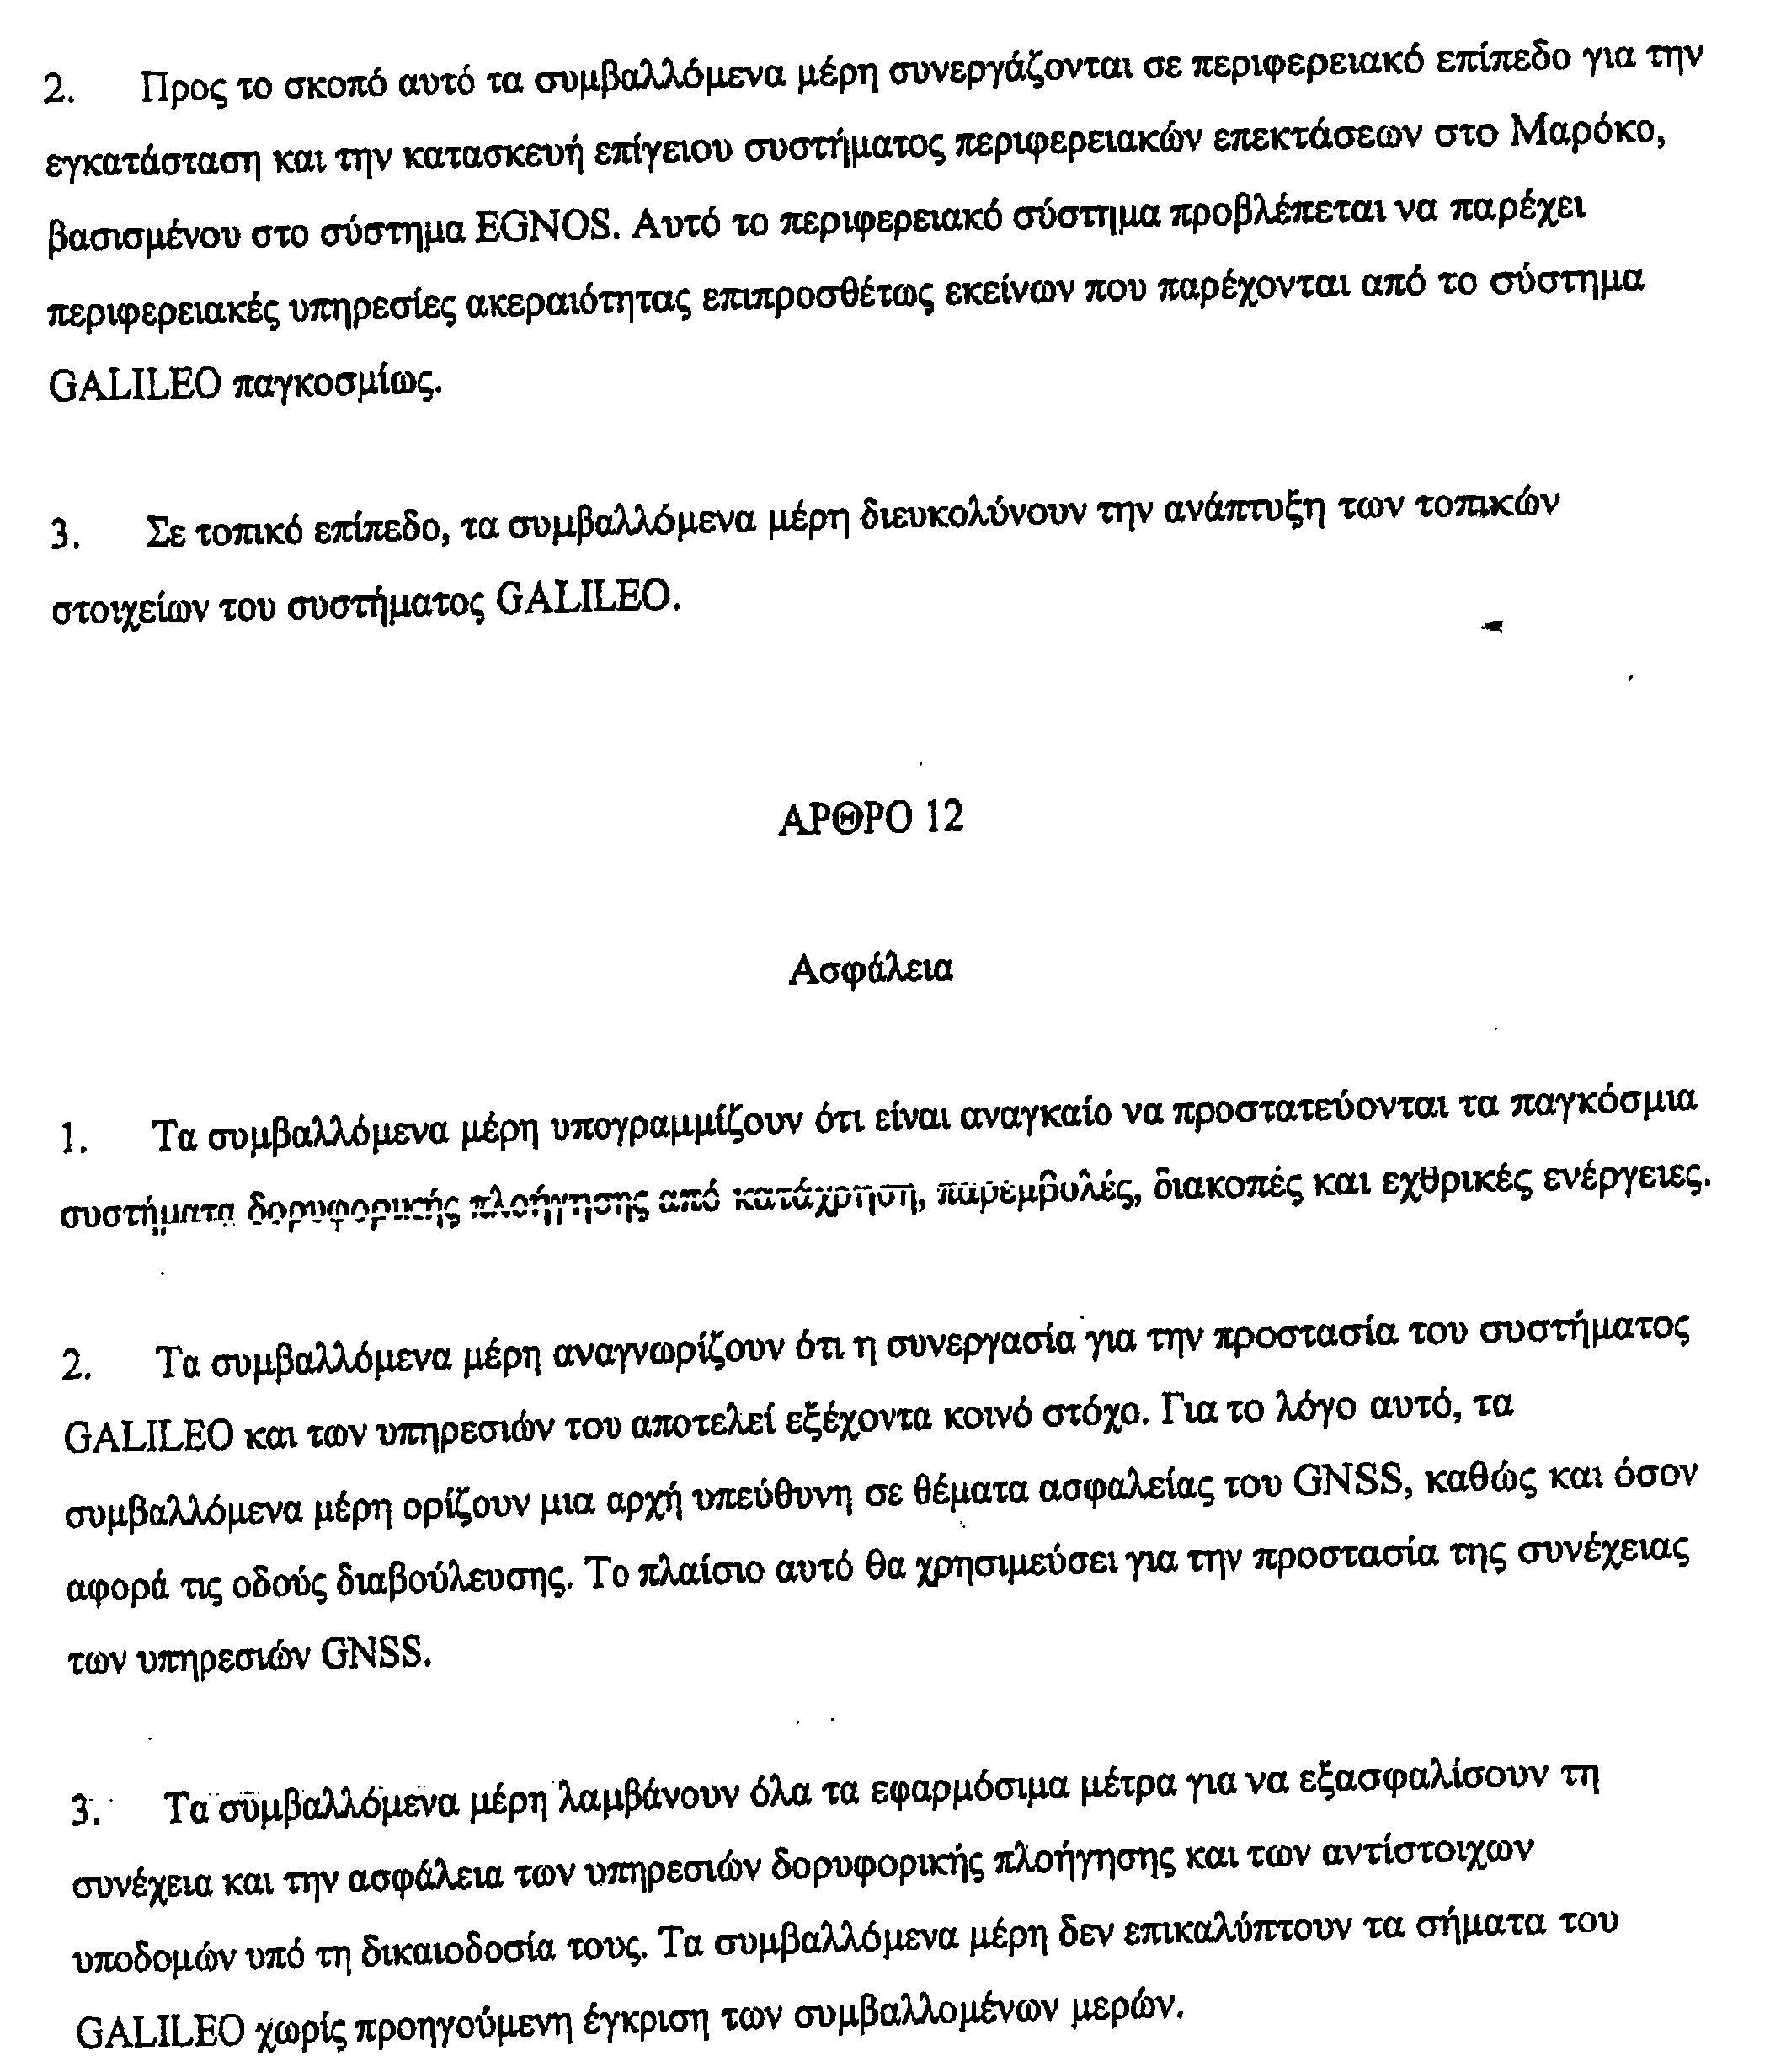 2. Προς το σκοπό αυτό τα συμβαλλόμενα μέρη συνεργάζονται σε περιφερειακό επίπεδο για την
εγκατάσταση και την κατασκευή επίγειου συστήματος περιφερειακών επεκτάσεων στο Μαρόκο,
βασισμένου στο σύστημα EGNOS. Αυτό το περιφερειακό σύστημα προβλέπεται να παρέχει
περιφερειακές υπηρεσίες ακεραιότητας επιπροσθέτως εκείνων που παρέχονται από το σύστημα
GALILEO παγκοσμίως.
3. Σε τοπικό επίπεδο, τα συμβαλλόμενα μέρη διευκολύνουν την ανάπτυξη των τοπικών
στοιχείων του συστήματος GALILEO.
ΑΡΘΡΟ 12
Ασφάλεια
1. Τα συμβαλλόμενα μέρη υπογραμμίζουν ότι είναι αναγκαίο να προστατεύονται τα παγκόσμια
συστήματα δορυφορικής πλοήγησης από κατάχρηση, παρεμβολές, διακοπές και εχθρικές ενέργειες.
2. Τα συμβαλλόμενα μέρη αναγνωρίζουν ότι η συνεργασία για την προστασία του συστήματος
GALILEO και των υπηρεσιών του αποτελεί εξέχοντα κοινό στόχο. Για το λόγο αυτό, τα
συμβαλλόμενα μέρη ορίζουν μια αρχή υπεύθυνη σε θέματα ασφαλείας του GNSS, καθώς και όσον
αφορά τις οδούς διαβούλευσης. Το πλαίσιο αυτό θα χρησιμεύσει για την προστασία της συνέχειας
των υπηρεσιών GNSS.
3. Τα συμβαλλόμενα μέρη λαμβάνουν όλα τα εφαρμόσιμα μέτρα για να εξασφαλίσουν τη
συνέχεια και την ασφάλεια των υπηρεσιών δορυφορικής πλοήγησης και των αντίστοιχων
υποδομών υπό τη δικαιοδοσία τους. Τα συμβαλλόμενα μέρη δεν επικαλύπτουν τα σήματα του
GALILEO χωρίς προηγούμενη έγκριση των συμβαλλομένων μερών.